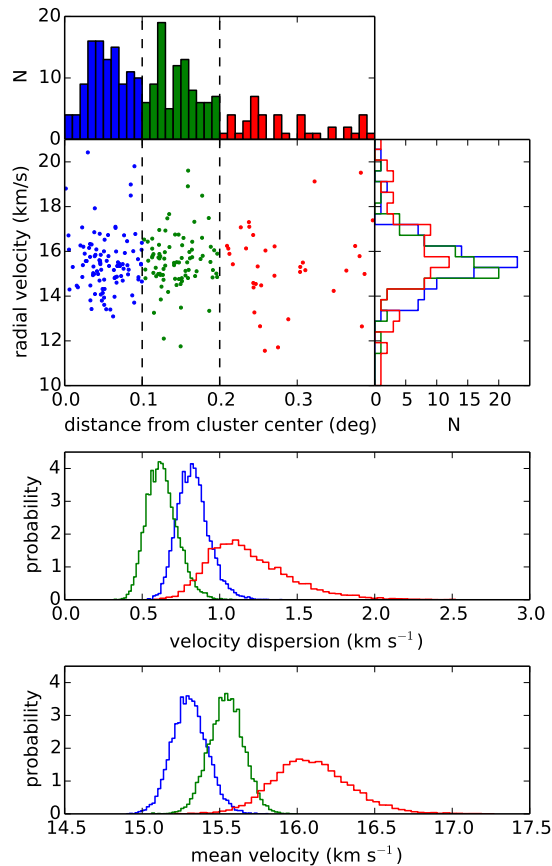 20
10
0
N
20
18
16
14
12
10
radial velocity (km/s)
0.0 0.1 0.2 0.3
distance from cluster center (deg)
0 5 10 15 20
N
4
3
2
1
0
probability
0.0 0.5 1.0 1.5 2.0 2.5 3.0
velocity dispersion (km s⁻¹)
4
3
2
1
0
probability
14.5 15.0 15.5 16.0 16.5 17.0 17.5
mean velocity (km s⁻¹)